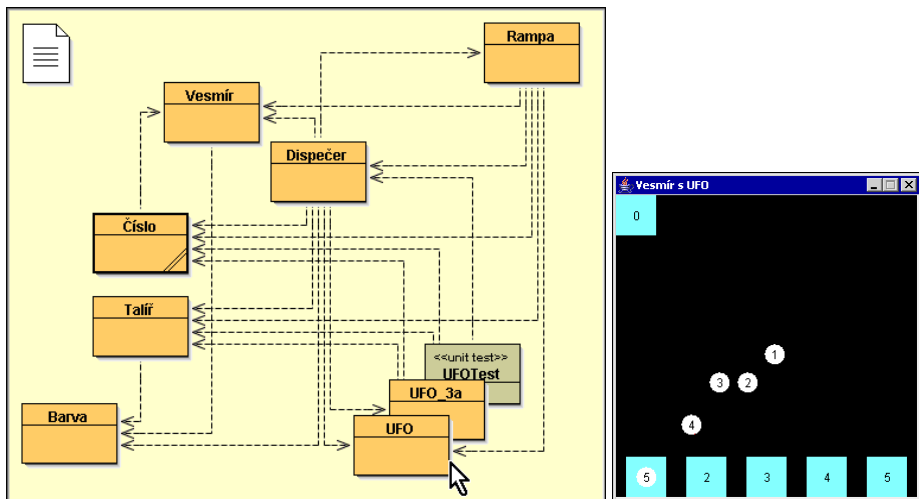 Rampa
Vesmír
Dispečer
Číslo
Talíř
<<unit test>>
UFOTest
UFO_3a
Barva
UFO
Vesmír s UFO
0
1
3
2
4
5
2
3
4
5